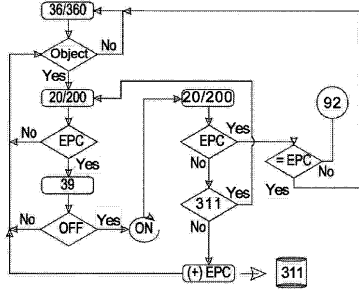 36/360
Object
No
Yes
20/200
20/200
92
No
EPC
EPC
Yes
= EPC
Yes
No
No
39
Yes
311
Yes
No
OFF
Yes
ON
No
(+) EPC
311